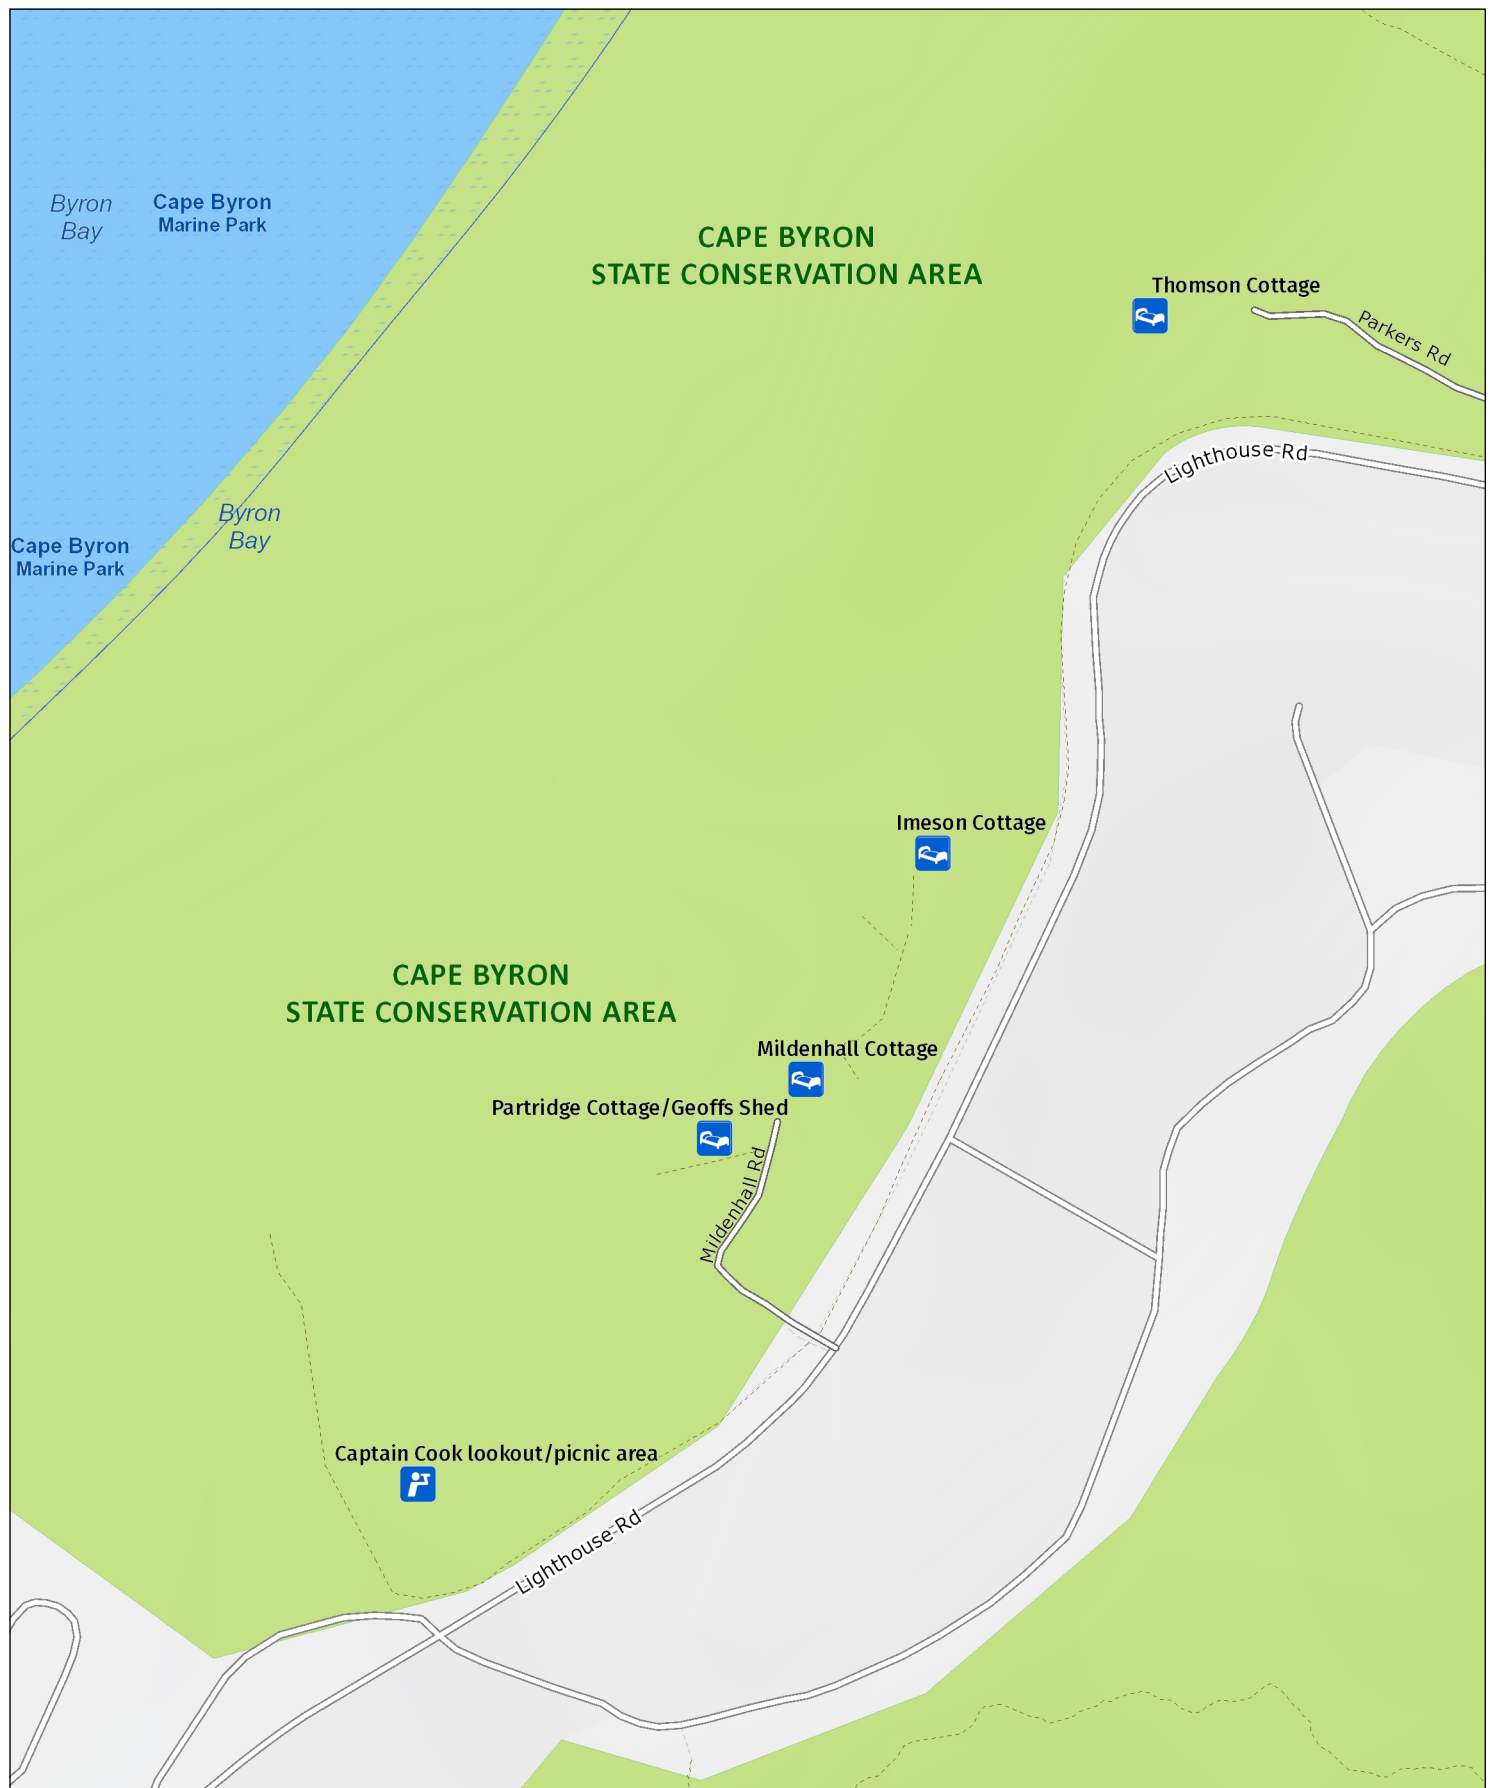 Byron
Bay
Cape Byron
Marine Park
CAPE BYRON
STATE CONSERVATION AREA
Thomson Cottage
Parkers Rd
Lighthouse Rd
Byron
Bay
Cape Byron
Marine Park
Imeson Cottage
CAPE BYRON
STATE CONSERVATION AREA
Mildenhall Cottage
Partridge Cottage/Geoffs Shed
Mildenhall Rd
Captain Cook lookout/picnic area
Lighthouse Rd